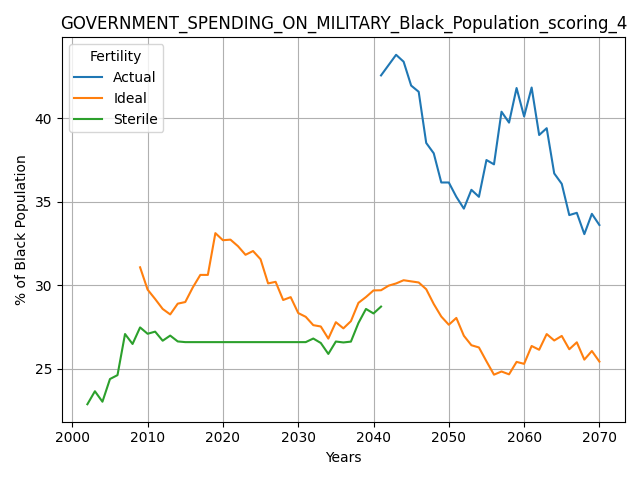 GOVERNMENT_SPENDING_ON_MILITARY_Black_Population_scoring_4
Fertility
Actual
Ideal
Sterile
% of Black Population
40
35
30
25
2000 2010 2020 2030 2040 2050 2060 2070
Years